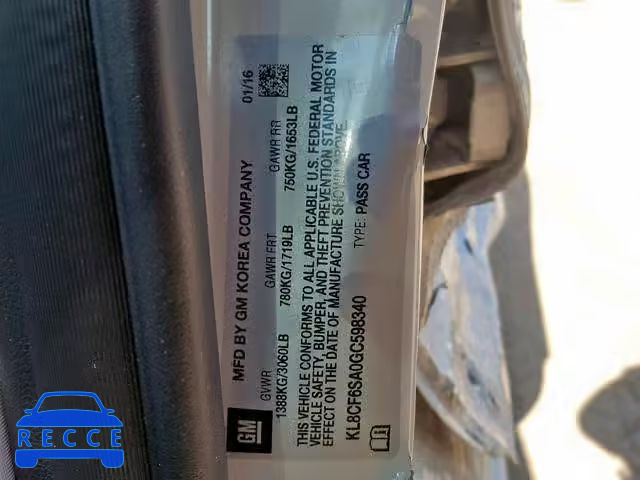 MFD BY GM KOREA COMPANY 01/16
GVWR GAWR FRT GAWR RR
1388KG/3060LB 780KG/1719LB 750KG/1653LB
THIS VEHICLE CONFORMS TO ALL APPLICABLE U.S. FEDERAL MOTOR
VEHICLE SAFETY, BUMPER, AND THEFT PREVENTION STANDARDS IN
EFFECT ON THE DATE OF MANUFACTURE SHOWN ABOVE.
KL8CF6SA0GC598340 TYPE: PASS CAR
GM
RECCE